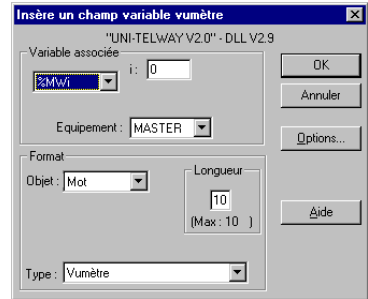 Insère un champ variable vumètre
"UNI-TELWAY V2.0" - DLL V2.9
Variable associée
%MWi
i : 0
Equipement : MASTER
OK
Annuler
Options...
Aide
Format
Objet : Mot
Longueur
10
(Max : 10 )
Type : Vumètre